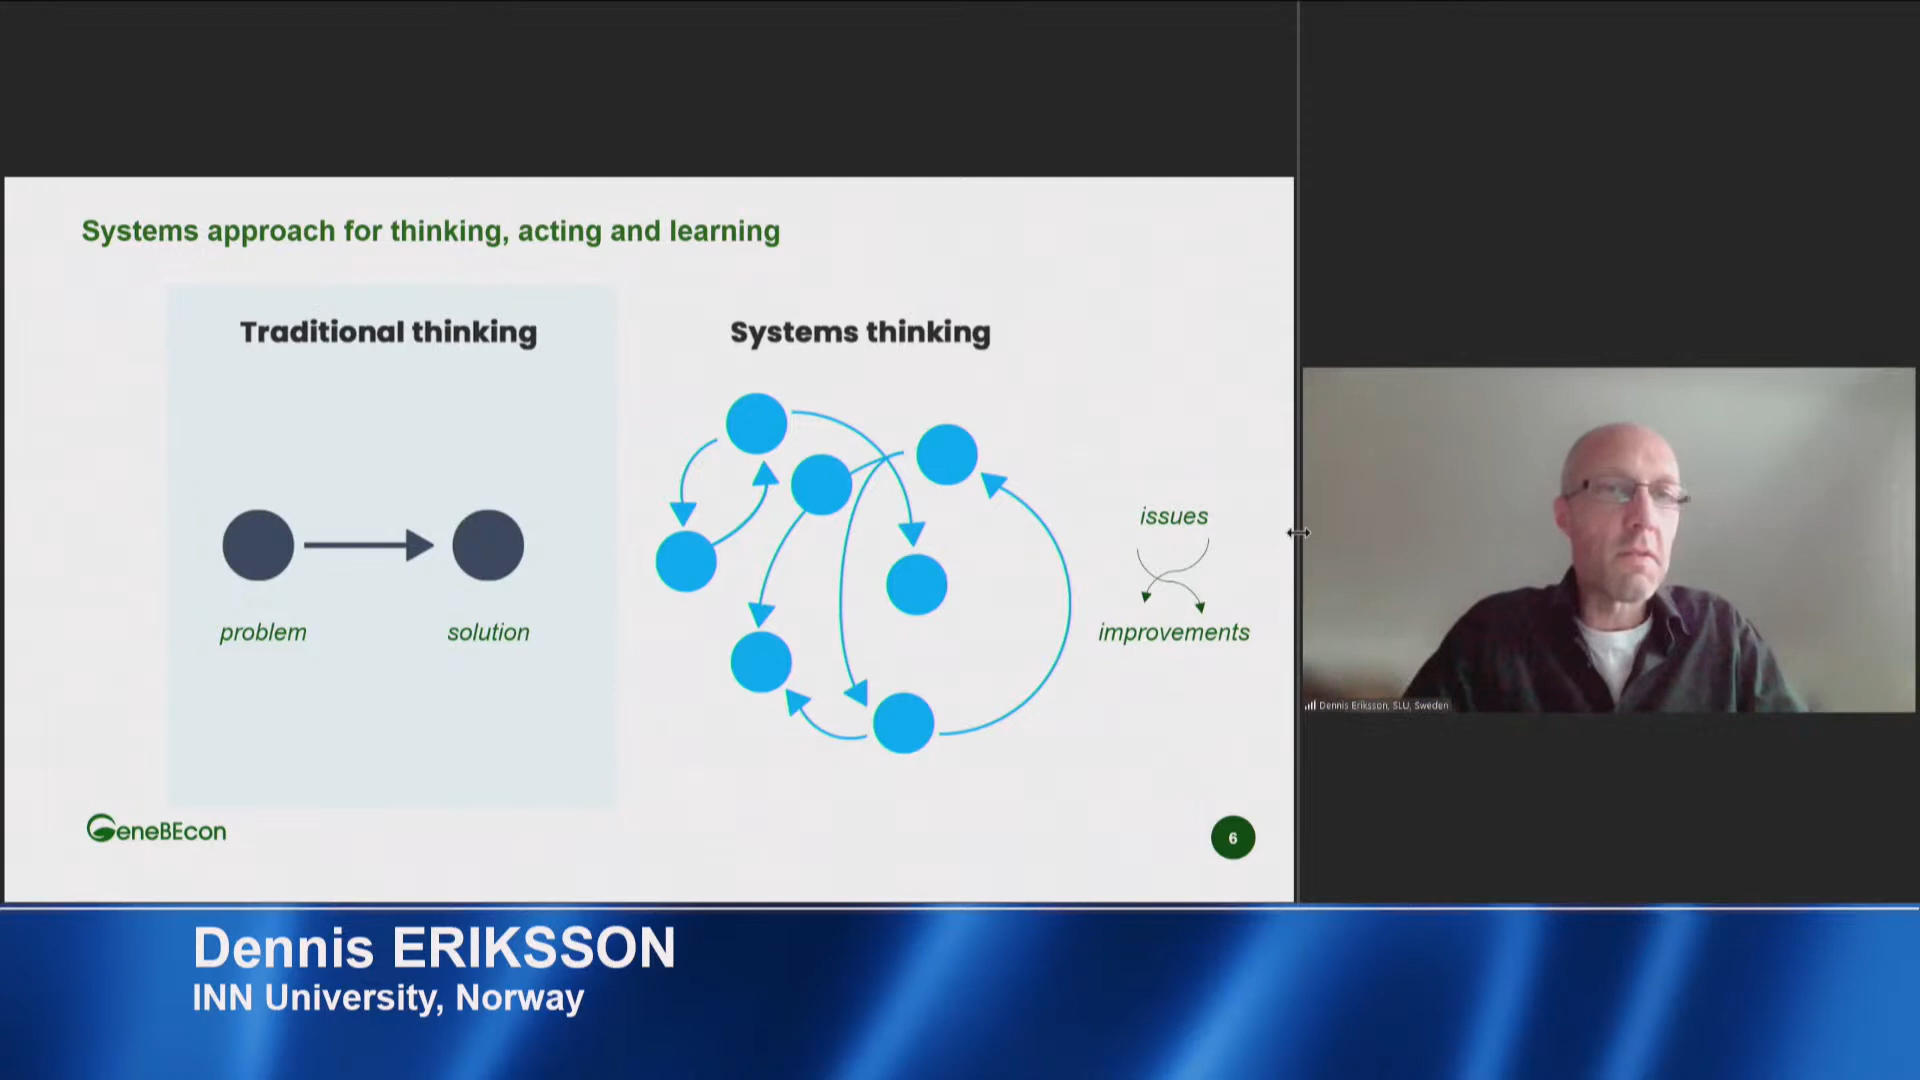 Systems approach for thinking, acting and learning
Traditional thinking
Systems thinking
problem
solution
issues
improvements
GeneBEcon
6
Dennis Eriksson, SLU, Sweden
Dennis ERIKSSON
INN University, Norway